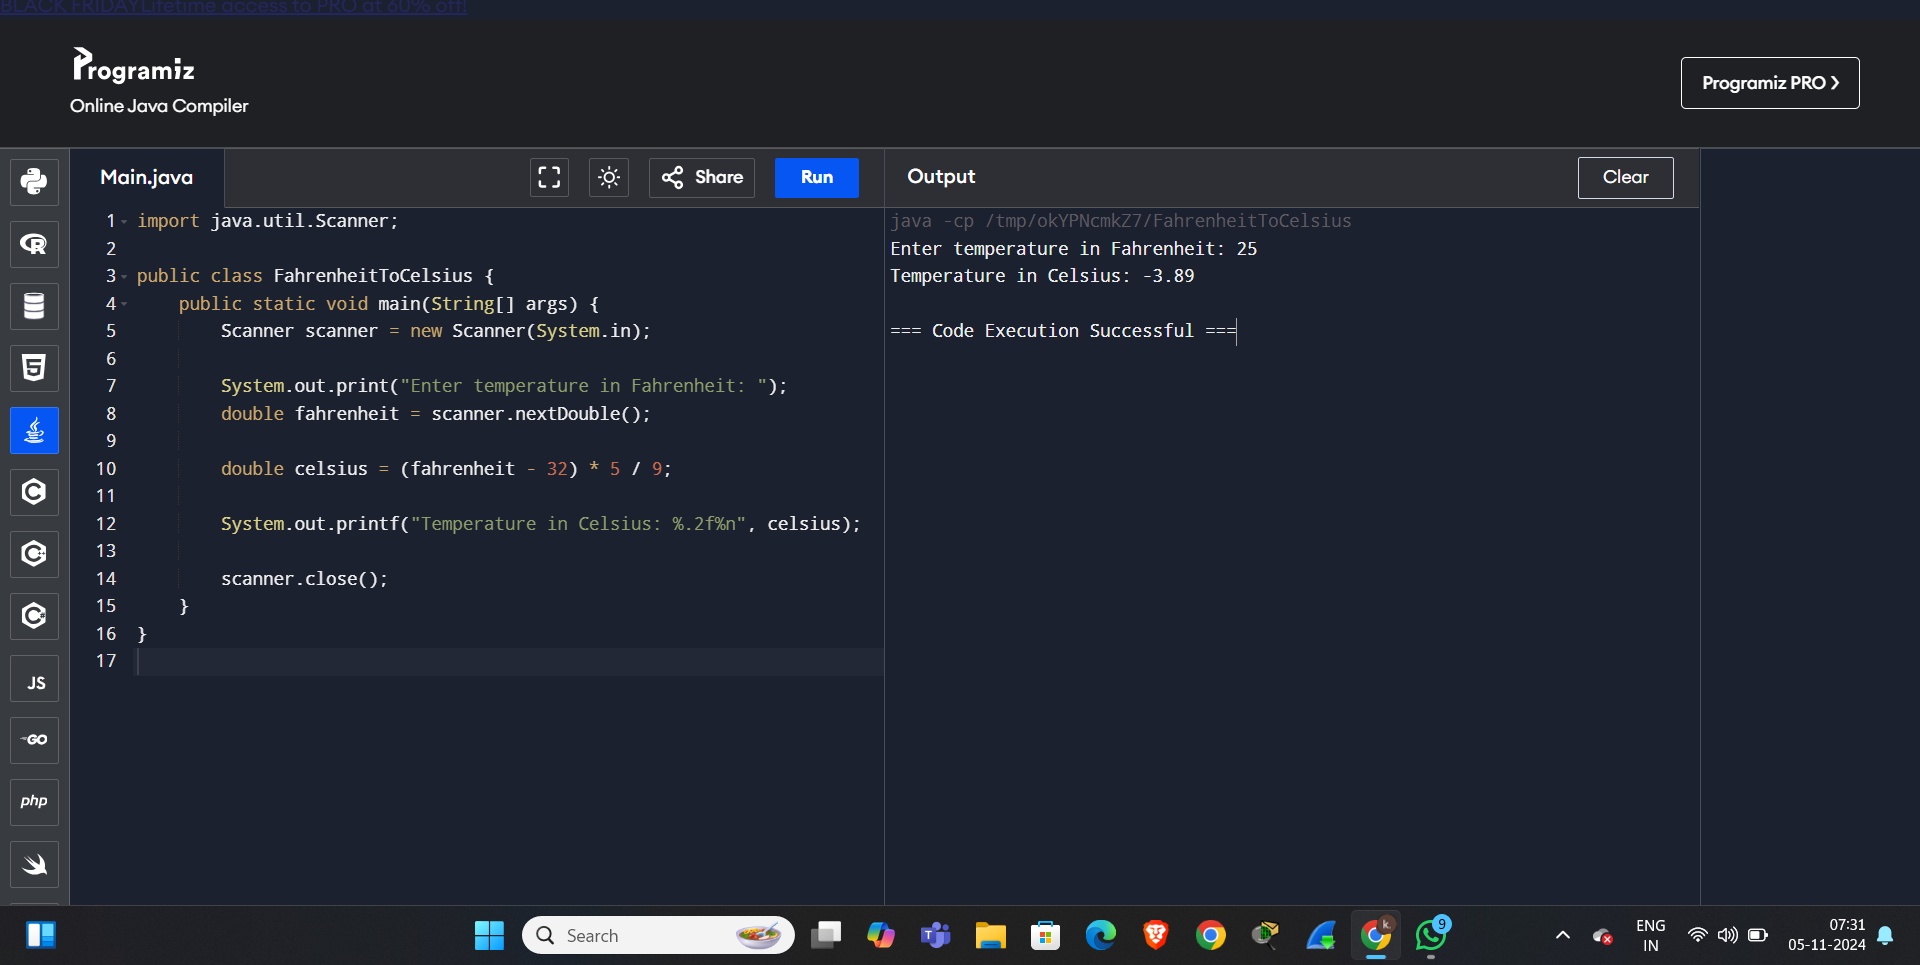 BLACK FRIDAYLifetime access to PRO at 60% off!
Programiz
Online Java Compiler
Programiz PRO ❯
Main.java
Share
Run
Output
Clear
1 import java.util.Scanner;
2
3 public class FahrenheitToCelsius {
4     public static void main(String[] args) {
5         Scanner scanner = new Scanner(System.in);
6
7         System.out.print("Enter temperature in Fahrenheit: ");
8         double fahrenheit = scanner.nextDouble();
9
10         double celsius = (fahrenheit - 32) * 5 / 9;
11
12         System.out.printf("Temperature in Celsius: %.2f%n", celsius);
13
14         scanner.close();
15     }
16 }
17
java -cp /tmp/okYPNcmkZ7/FahrenheitToCelsius
Enter temperature in Fahrenheit: 25
Temperature in Celsius: -3.89
=== Code Execution Successful ===
R
5
C
C
C
JS
GO
php
Search
T
k
9
ENG
IN
07:31
05-11-2024